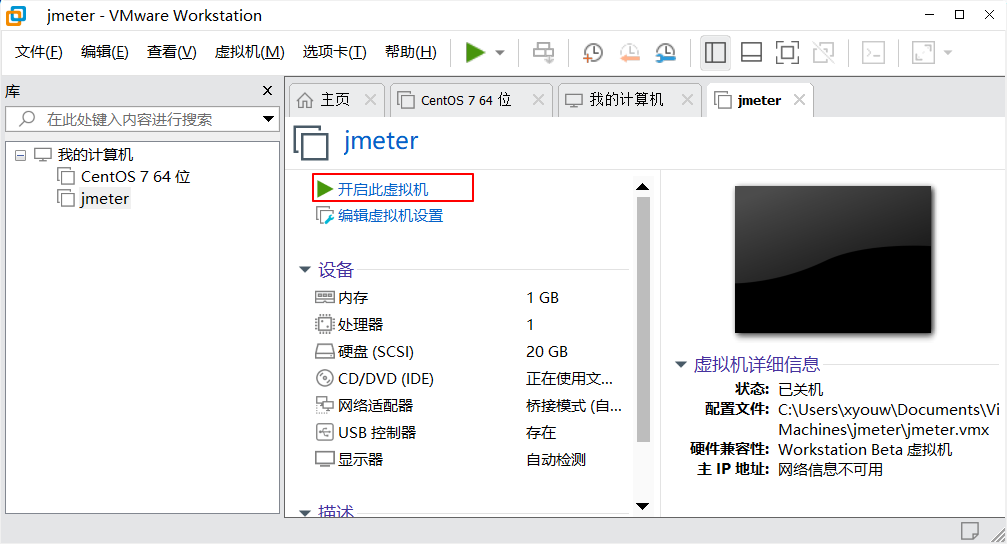 jmeter - VMware Workstation
文件(F) 编辑(E) 查看(V) 虚拟机(M) 选项卡(T) 帮助(H)
库
在此处键入内容进行搜索
我的计算机
CentOS 7 64 位
jmeter
主页 CentOS 7 64 位 我的计算机 jmeter
jmeter
开启此虚拟机
编辑虚拟机设置
设备
内存 1 GB
处理器 1
硬盘 (SCSI) 20 GB
CD/DVD (IDE) 正在使用文...
网络适配器 桥接模式 (自...
USB 控制器 存在
显示器 自动检测
描述
虚拟机详细信息
状态: 已关机
配置文件: C:\Users\xyouw\Documents\Vi
Machines\jmeter\jmeter.vmx
硬件兼容性: Workstation Beta 虚拟机
主 IP 地址: 网络信息不可用